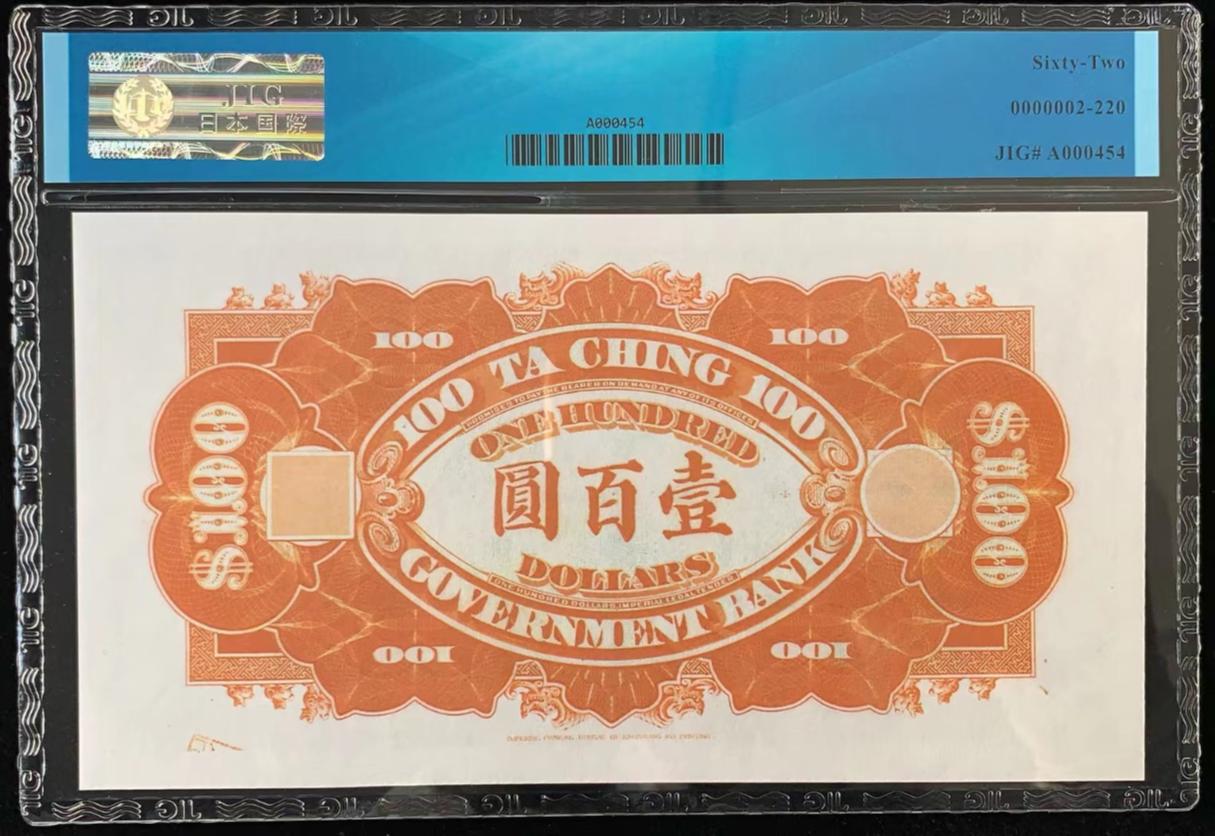 JIG
日本国際
A000454
Sixty-Two
0000002-220
JIG# A000454
100 100
100 TA CHING 100
PROMISES TO PAY THE BEARER ON DEMAND AT ANY OF ITS OFFICES
ONE HUNDRED
圓百壹
$100 $100
DOLLARS
ONE HUNDRED DOLLARS IMPERIAL LEGAL TENDER
GOVERNMENT BANK
100 100